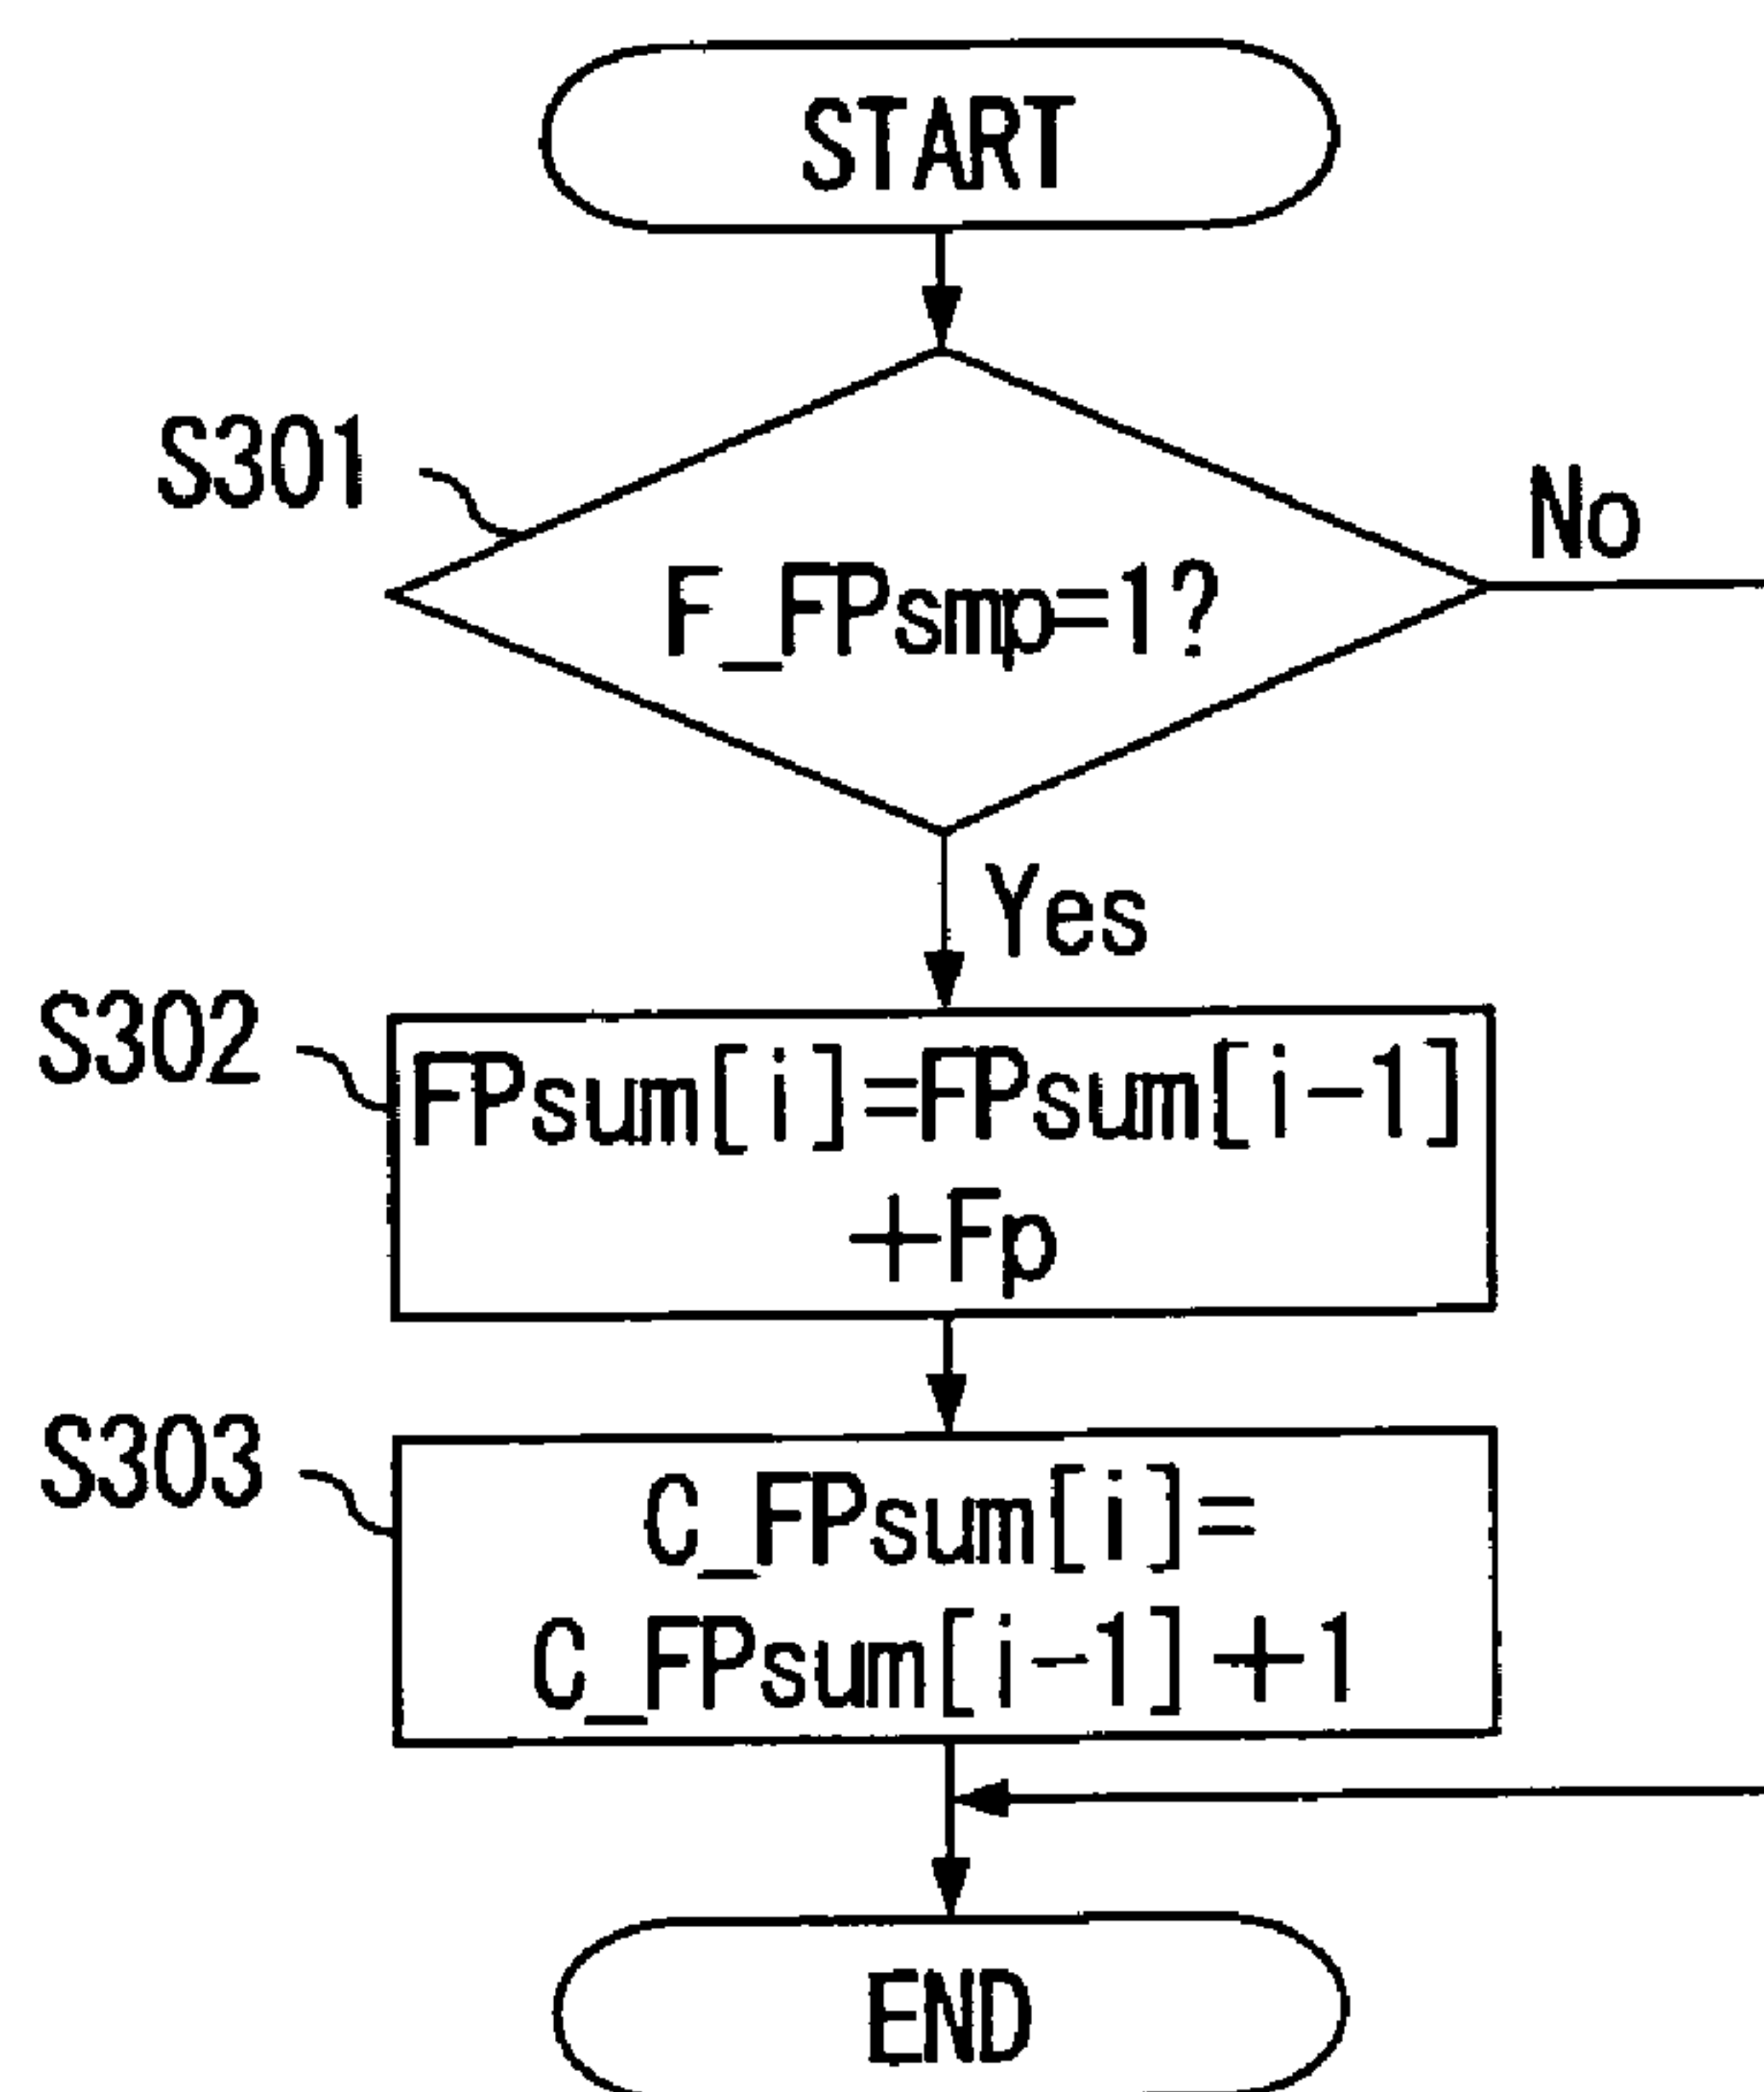 START
S301
No
F_FPsmp=1?
Yes
S302
FPsum[i]=FPsum[i-1]
+Fp
S303
C_FPsum[i]=
C_FPsum[i-1]+1
END